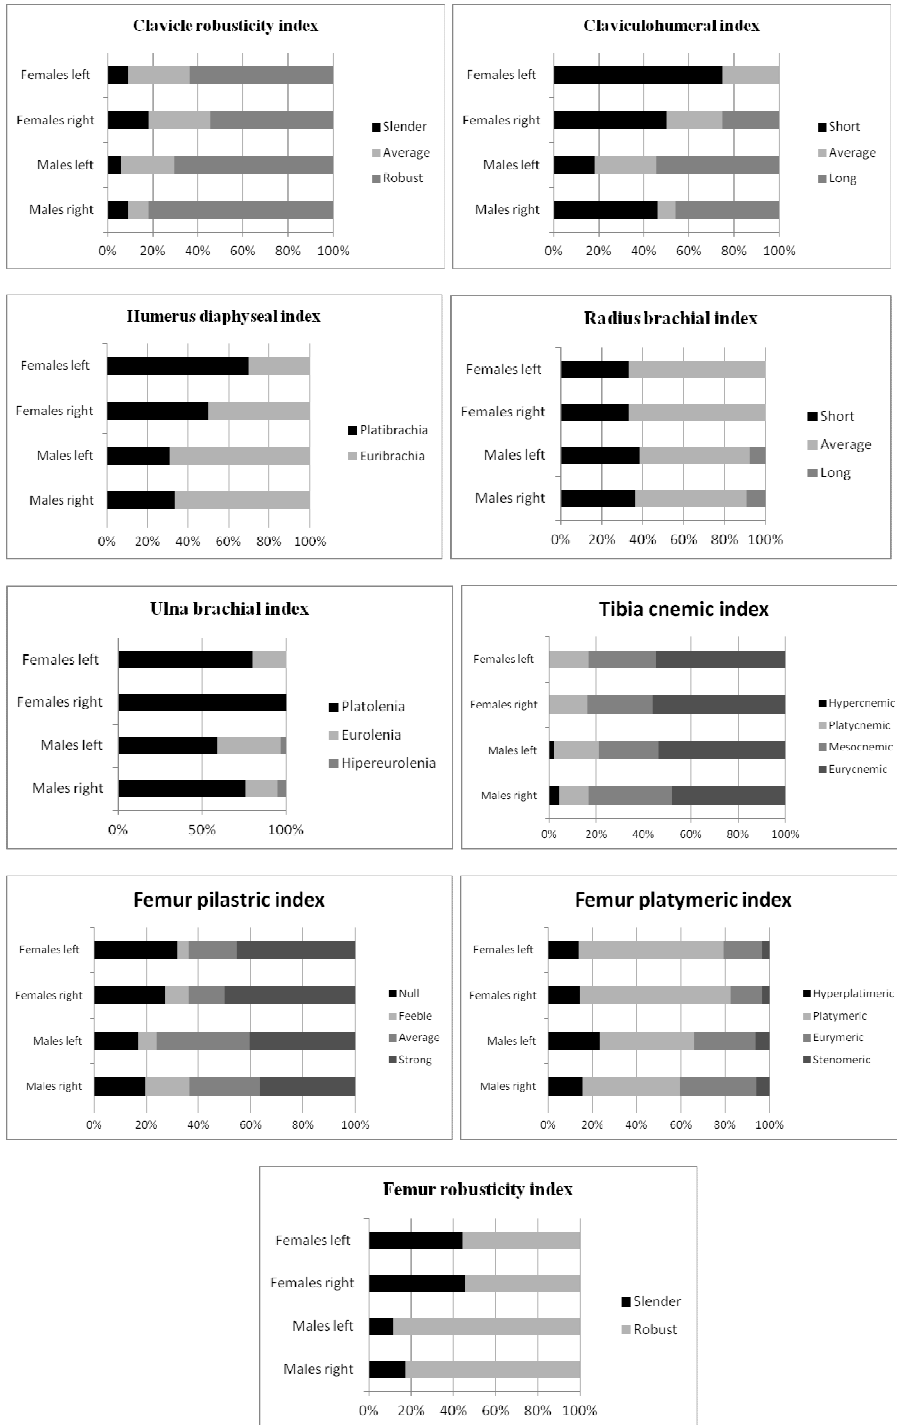 Clavicle robusticity index
Females left
Females right
Males left
Males right
0% 20% 40% 60% 80% 100%
Slender
Average
Robust
Claviculohumeral index
Females left
Females right
Males left
Males right
0% 20% 40% 60% 80% 100%
Short
Average
Long
Humerus diaphyseal index
Females left
Females right
Males left
Males right
0% 20% 40% 60% 80% 100%
Platibrachia
Euribrachia
Radius brachial index
Females left
Females right
Males left
Males right
0% 20% 40% 60% 80% 100%
Short
Average
Long
Ulna brachial index
Females left
Females right
Males left
Males right
0% 50% 100%
Platolenia
Eurolenia
Hipereurolenia
Tibia cnemic index
Females left
Females right
Males left
Males right
0% 20% 40% 60% 80% 100%
Hypercnemic
Platycnemic
Mesocnemic
Eurycnemic
Femur pilastric index
Females left
Females right
Males left
Males right
0% 20% 40% 60% 80% 100%
Null
Feeble
Average
Strong
Femur platymeric index
Females left
Females right
Males left
Males right
0% 20% 40% 60% 80% 100%
Hyperplatimeric
Platymeric
Eurymeric
Stenomeric
Femur robusticity index
Females left
Females right
Males left
Males right
0% 20% 40% 60% 80% 100%
Slender
Robust